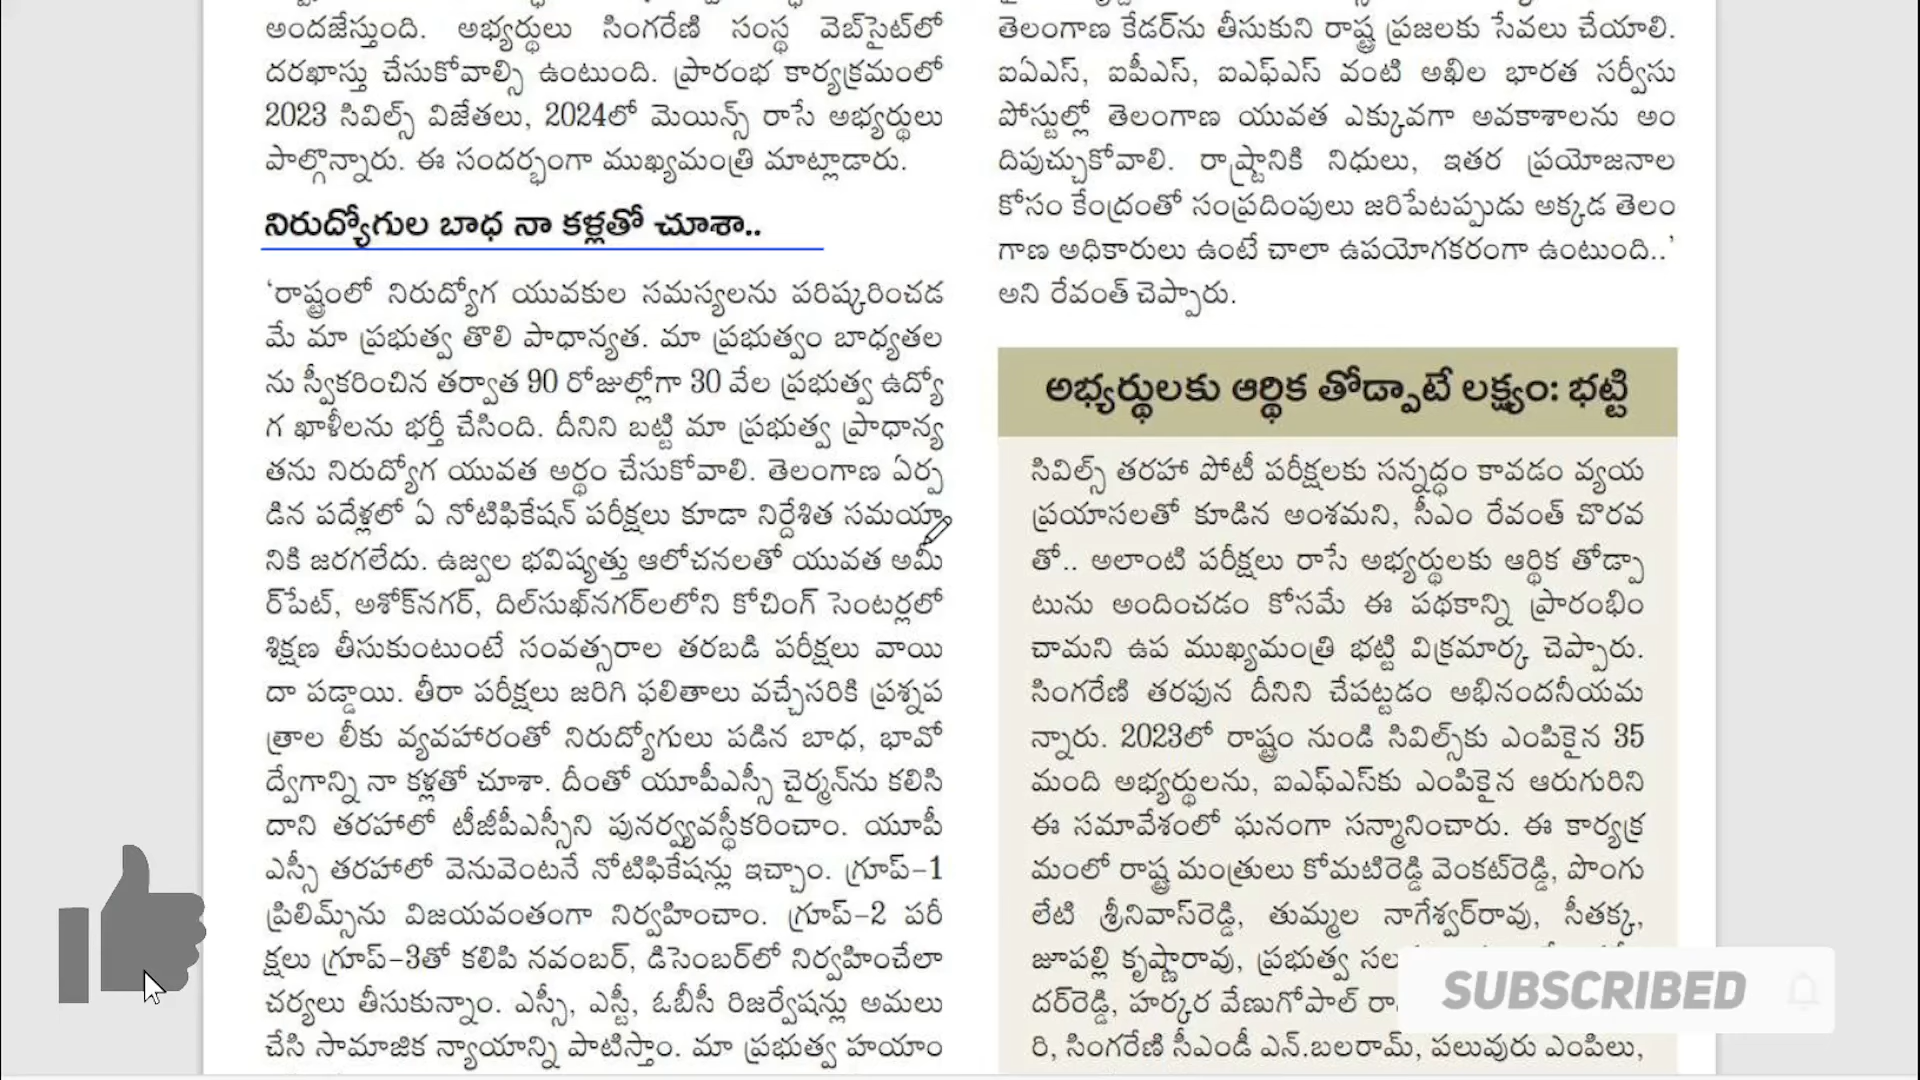 అందజేస్తుంది. అభ్యర్థులు సింగరేణి సంస్థ వెబ్‌సైట్‌లో
దరఖాస్తు చేసుకోవాల్సి ఉంటుంది. ప్రారంభ కార్యక్రమంలో
2023 సివిల్స్ విజేతలు, 2024లో మెయిన్స్ రాసే అభ్యర్థులు
పాల్గొన్నారు. ఈ సందర్భంగా ముఖ్యమంత్రి మాట్లాడారు.
నిరుద్యోగుల బాధ నా కళ్లతో చూశా..
‘రాష్ట్రంలో నిరుద్యోగ యువకుల సమస్యలను పరిష్కరించడ
మే మా ప్రభుత్వ తొలి పాధాన్యత. మా ప్రభుత్వం బాధ్యతల
ను స్వీకరించిన తర్వాత 90 రోజుల్లోగా 30 వేల ప్రభుత్వ ఉద్యో
గ ఖాళీలను భర్తీ చేసింది. దీనిని బట్టి మా ప్రభుత్వ ప్రాధాన్య
తను నిరుద్యోగ యువత అర్థం చేసుకోవాలి. తెలంగాణ ఏర్ప
డిన పదేళ్లలో ఏ నోటిఫికేషన్ పరీక్షలు కూడా నిర్దేశిత సమయా
నికి జరగలేదు. ఉజ్వల భవిష్యత్తు ఆలోచనలతో యువత అమీ
ర్‌పేట్, అశోక్‌నగర్, దిల్‌సుఖ్‌నగర్‌లలోని కోచింగ్ సెంటర్లలో
శిక్షణ తీసుకుంటుంటే సంవత్సరాల తరబడి పరీక్షలు వాయి
దా పడ్డాయి. తీరా పరీక్షలు జరిగి ఫలితాలు వచ్చేసరికి ప్రశ్నప
త్రాల లీకు వ్యవహారంతో నిరుద్యోగులు పడిన బాధ, భావో
ద్వేగాన్ని నా కళ్లతో చూశా. దీంతో యూపీఎస్సీ చైర్మన్‌ను కలిసి
దాని తరహాలో టీజీపీఎస్సీని పునర్వ్యవస్థీకరించాం. యూపీ
ఎస్సీ తరహాలో వెనువెంటనే నోటిఫికేషన్లు ఇచ్చాం. గ్రూప్–1
ప్రిలిమ్స్‌ను విజయవంతంగా నిర్వహించాం. గ్రూప్–2 పరీ
క్షలు గ్రూప్–3తో కలిపి నవంబర్, డిసెంబర్‌లో నిర్వహించేలా
చర్యలు తీసుకున్నాం. ఎస్సీ, ఎస్టీ, ఓబీసీ రిజర్వేషన్లు అమలు
చేసి సామాజిక న్యాయాన్ని పాటిస్తాం. మా ప్రభుత్వ హయాం
తెలంగాణ కేడర్‌ను తీసుకుని రాష్ట్ర ప్రజలకు సేవలు చేయాలి.
ఐఏఎస్, ఐపీఎస్, ఐఎఫ్‌ఎస్ వంటి అఖిల భారత సర్వీసు
పోస్టుల్లో తెలంగాణ యువత ఎక్కువగా అవకాశాలను అం
దిపుచ్చుకోవాలి. రాష్ట్రానికి నిధులు, ఇతర ప్రయోజనాల
కోసం కేంద్రంతో సంప్రదింపులు జరిపేటప్పుడు అక్కడ తెలం
గాణ అధికారులు ఉంటే చాలా ఉపయోగకరంగా ఉంటుంది..’
అని రేవంత్ చెప్పారు.
అభ్యర్థులకు ఆర్థిక తోడ్పాటే లక్ష్యం: భట్టి
సివిల్స్ తరహా పోటీ పరీక్షలకు సన్నద్ధం కావడం వ్యయ
ప్రయాసలతో కూడిన అంశమని, సీఎం రేవంత్ చొరవ
తో.. అలాంటి పరీక్షలు రాసే అభ్యర్థులకు ఆర్థిక తోడ్పా
టును అందించడం కోసమే ఈ పథకాన్ని ప్రారంభిం
చామని ఉప ముఖ్యమంత్రి భట్టి విక్రమార్క చెప్పారు.
సింగరేణి తరఫున దీనిని చేపట్టడం అభినందనీయమ
న్నారు. 2023లో రాష్ట్రం నుండి సివిల్స్‌కు ఎంపికైన 35
మంది అభ్యర్థులను, ఐఎఫ్‌ఎస్‌కు ఎంపికైన ఆరుగురిని
ఈ సమావేశంలో ఘనంగా సన్మానించారు. ఈ కార్యక్ర
మంలో రాష్ట్ర మంత్రులు కోమటిరెడ్డి వెంకట్‌రెడ్డి, పొంగు
లేటి శ్రీనివాస్‌రెడ్డి, తుమ్మల నాగేశ్వర్‌రావు, సీతక్క,
జూపల్లి కృష్ణారావు, ప్రభుత్వ సల
దర్‌రెడ్డి, హర్కర వేణుగోపాల్ రా
రి, సింగరేణి సీఎండీ ఎన్.బలరామ్, పలువురు ఎంపిలు,
SUBSCRIBED